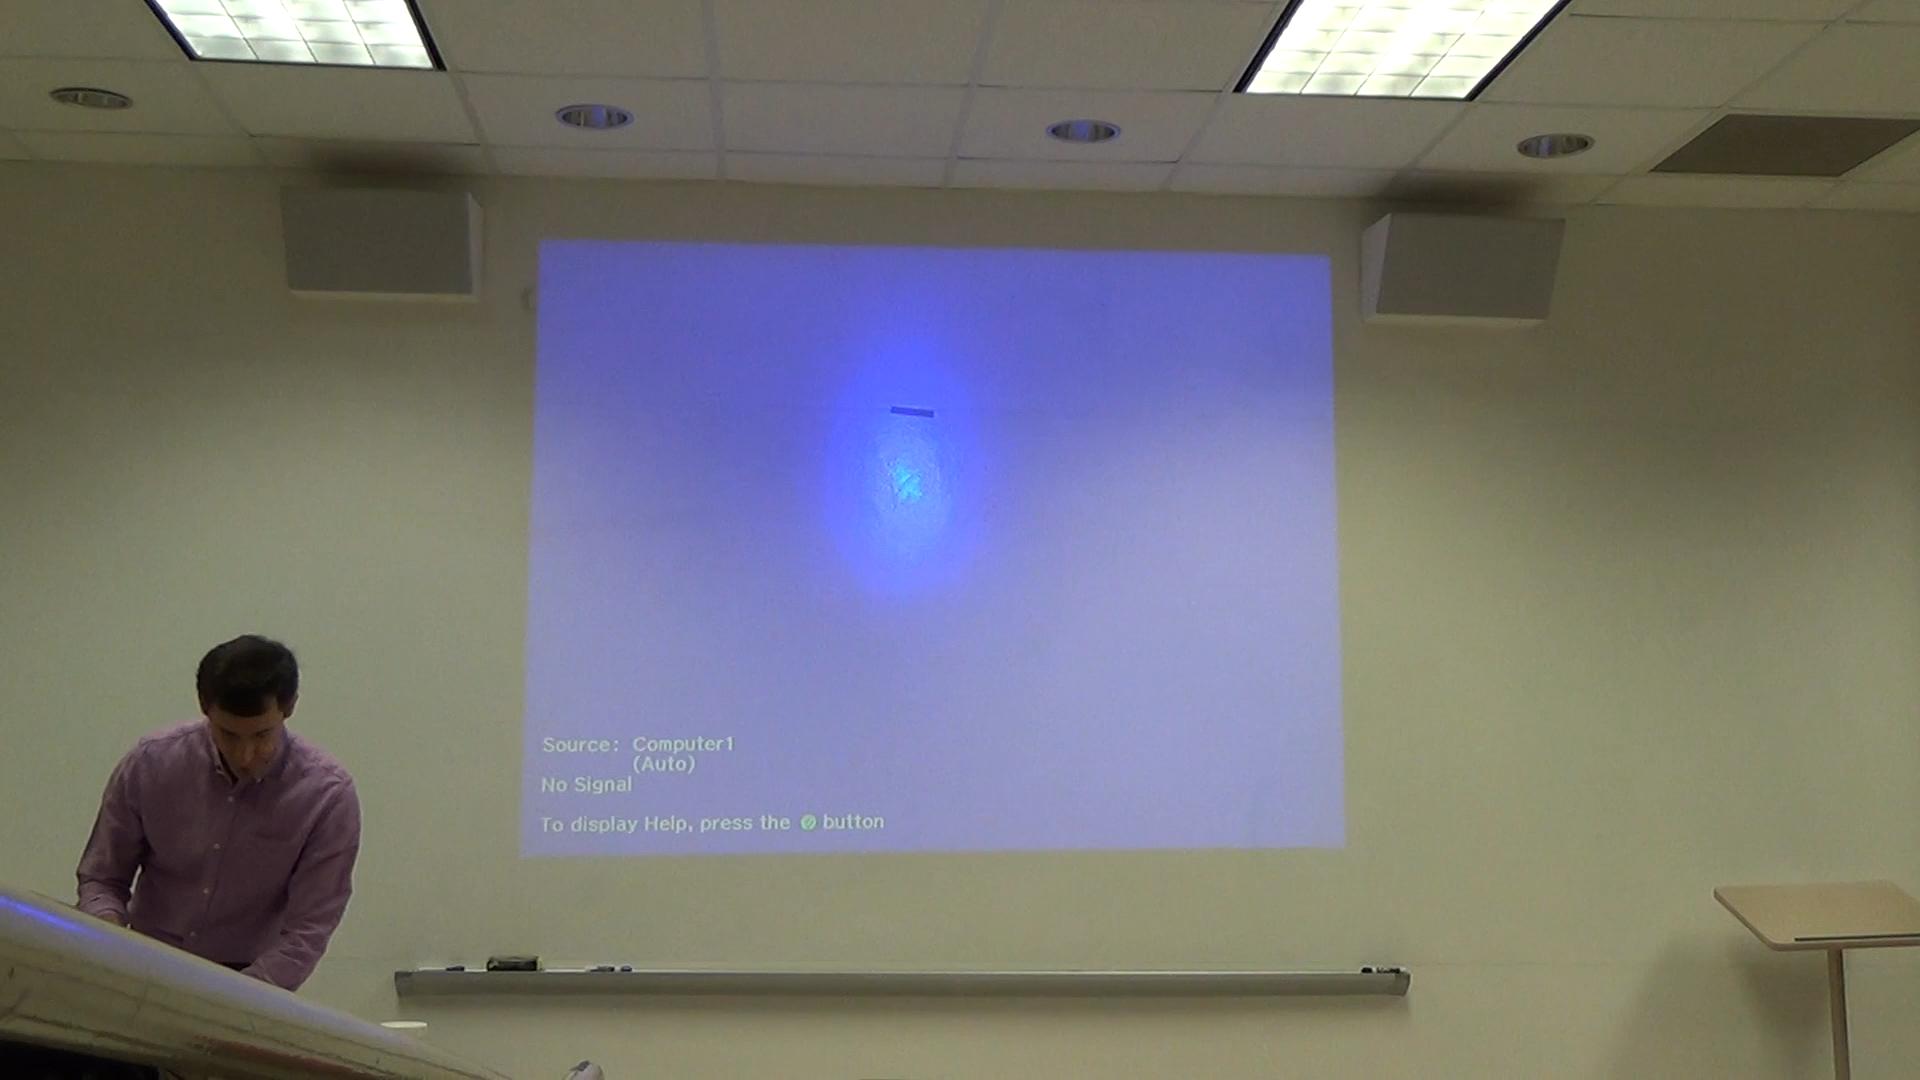 Source: Computer1
(Auto)
No Signal
To display Help, press the button